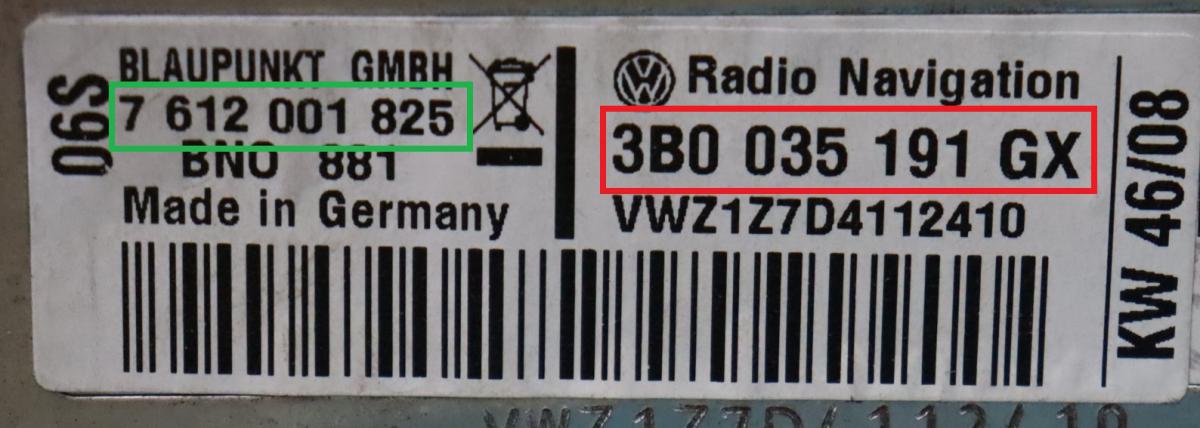 06S
BLAUPUNKT GMBH
7 612 001 825
BNO 881
Made in Germany
Radio Navigation
3B0 035 191 GX
VWZ1Z7D4112410
KW 46/08
VWZ1Z7D4112410